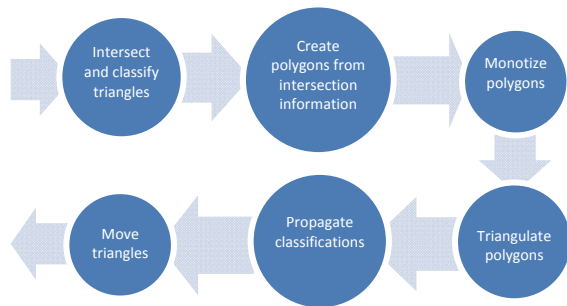 Intersect
and classify
triangles
Create
polygons from
intersection
information
Monotize
polygons
Triangulate
polygons
Propagate
classifications
Move
triangles